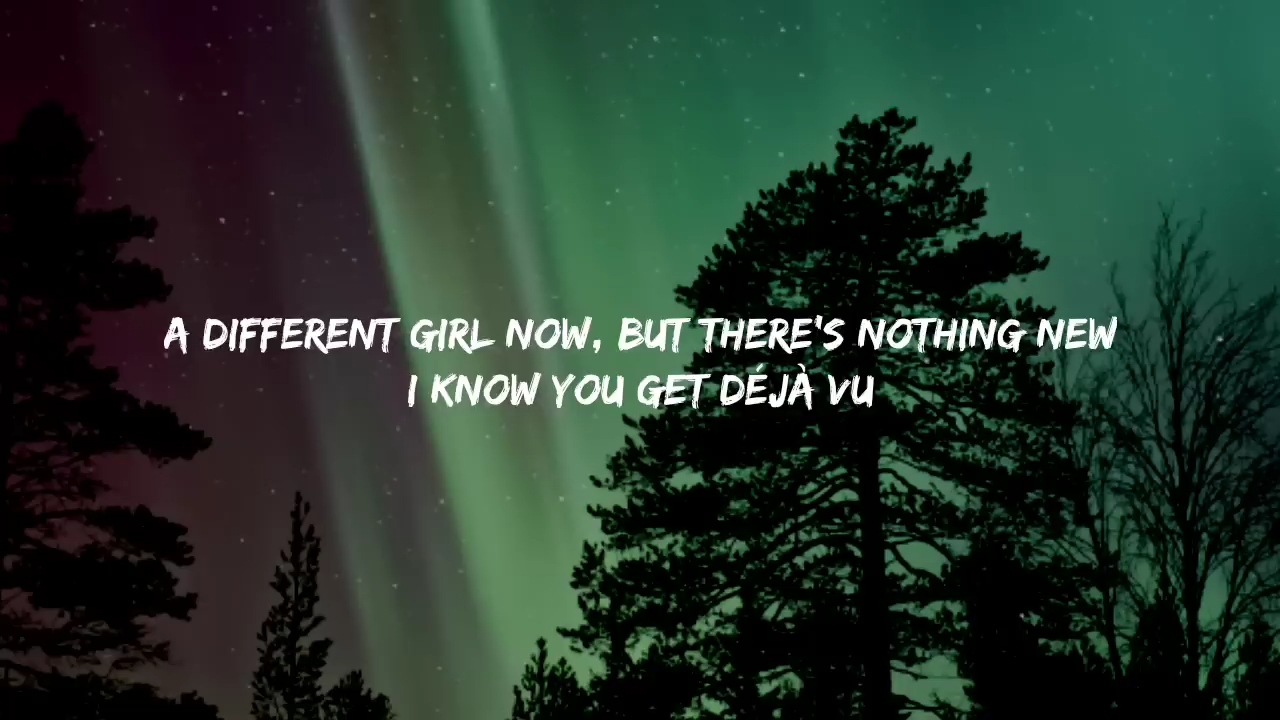 A DIFFERENT GIRL NOW, BUT THERE'S NOTHING NEW
I KNOW YOU GET DÉJÀ VU